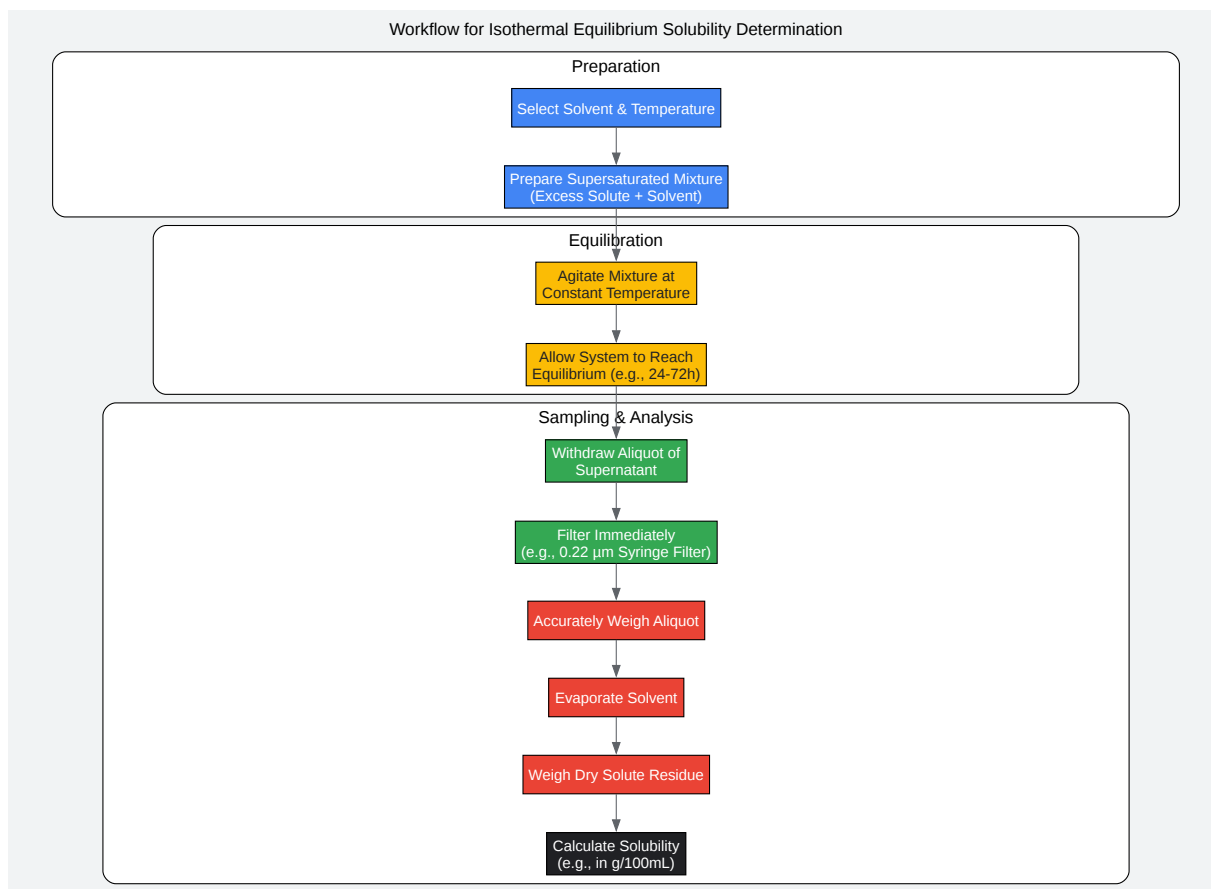 Workflow for Isothermal Equilibrium Solubility Determination
Preparation
Select Solvent & Temperature
Prepare Supersaturated Mixture
(Excess Solute + Solvent)
Equilibration
Agitate Mixture at
Constant Temperature
Allow System to Reach
Equilibrium (e.g., 24-72h)
Sampling & Analysis
Withdraw Aliquot of
Supernatant
Filter Immediately
(e.g., 0.22 µm Syringe Filter)
Accurately Weigh Aliquot
Evaporate Solvent
Weigh Dry Solute Residue
Calculate Solubility
(e.g., in g/100mL)